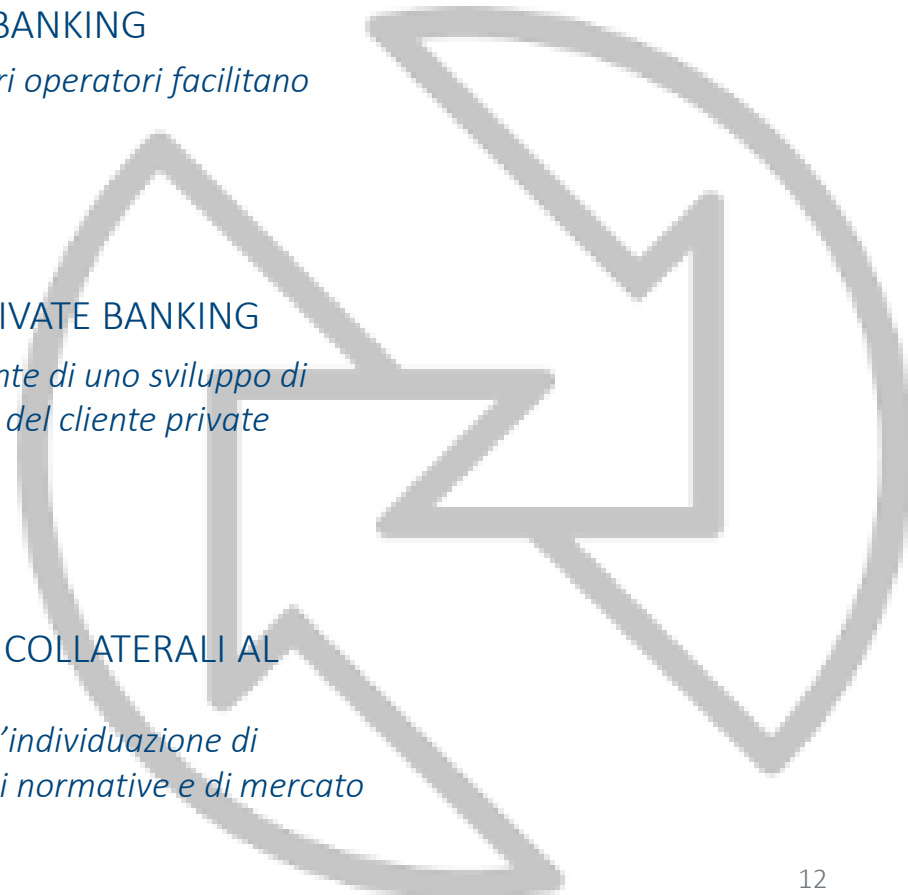 BANKING
ri operatori facilitano
IVATE BANKING
nte di uno sviluppo di
del cliente private
COLLATERALI AL
l’individuazione di
i normative e di mercato
12